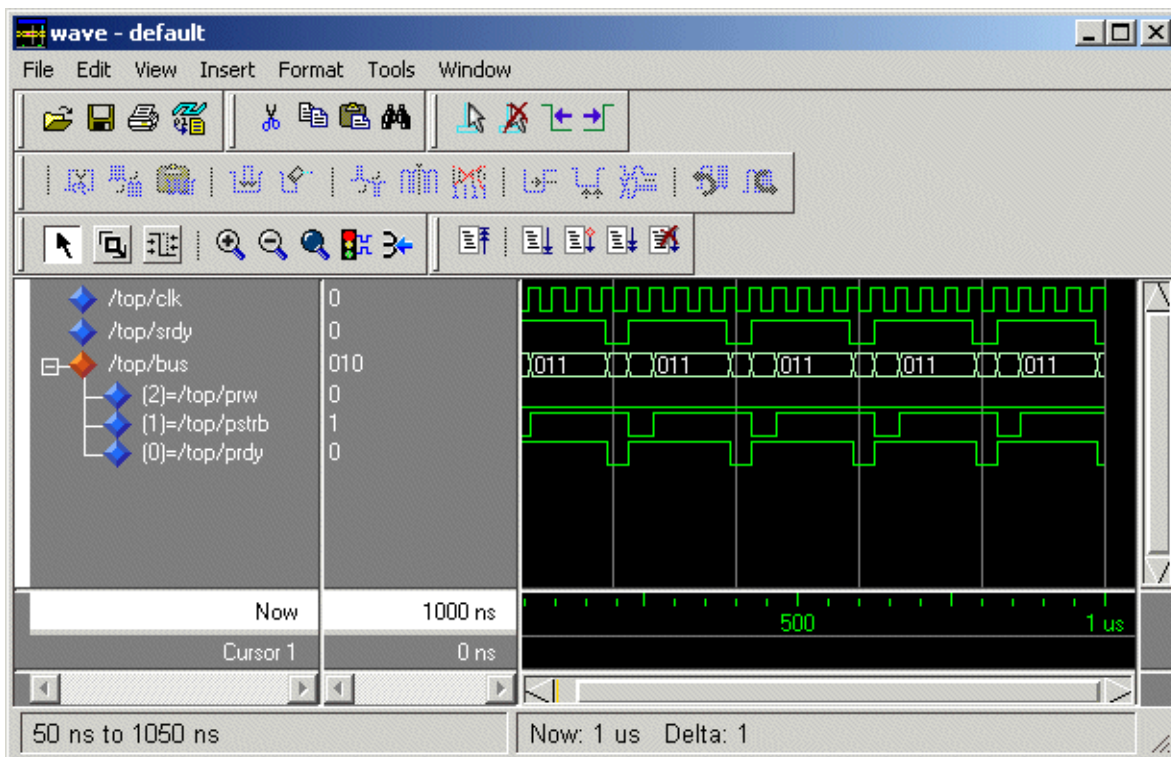 wave - default
File Edit View Insert Format Tools Window
/top/clk 0
/top/srdy 0
/top/bus 010 011 011 011 011 011
(2)=/top/prw 0
(1)=/top/pstrb 1
(0)=/top/prdy 0
Now 1000 ns 500 1 us
Cursor 1 0 ns
50 ns to 1050 ns Now: 1 us Delta: 1